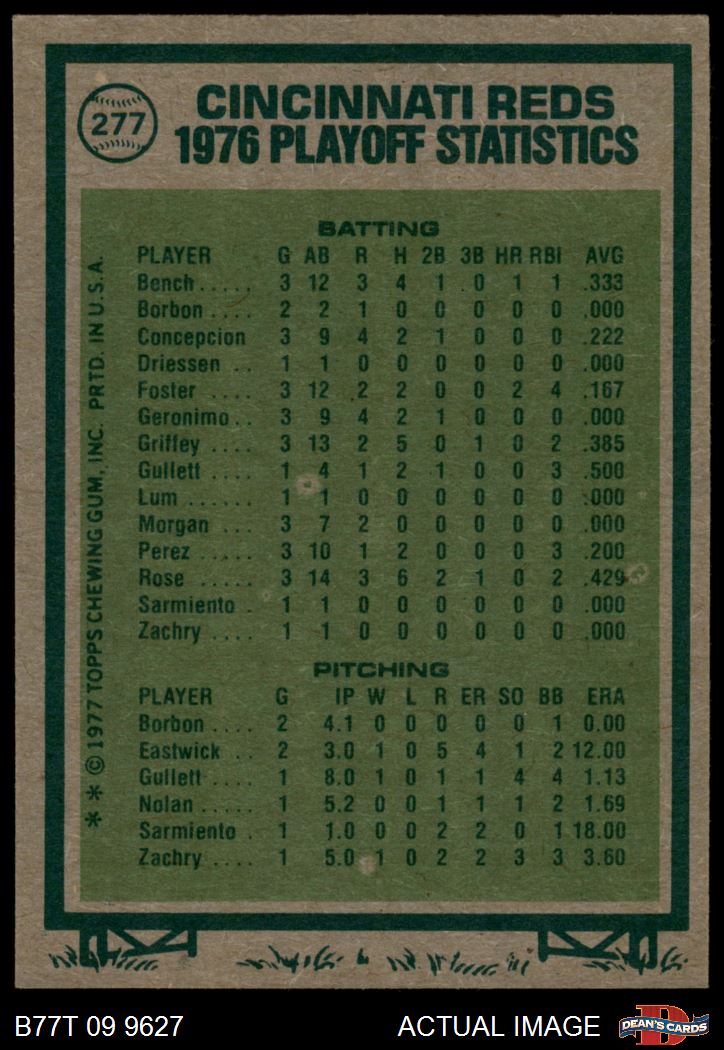 277
CINCINNATI REDS
1976 PLAYOFF STATISTICS
BATTING
PLAYER G AB R H 2B 3B HR RBI AVG
Bench..... 3 12 3 4 1 0 1 1 .333
Borbon .... 2 2 1 0 0 0 0 0 .000
Concepcion 3 9 4 2 1 0 0 0 .222
Driessen .. 1 1 0 0 0 0 0 0 .000
Foster .... 3 12 2 2 0 0 2 4 .167
Geronimo.. 3 9 4 2 1 0 0 0 .000
Griffey .... 3 13 2 5 0 1 0 2 .385
Gullett .... 1 4 1 2 1 0 0 3 .500
Lum ...... 1 1 0 0 0 0 0 0 .000
Morgan ... 3 7 2 0 0 0 0 0 .000
Perez ..... 3 10 1 2 0 0 0 3 .200
Rose ..... 3 14 3 6 2 1 0 2 .429
Sarmiento . 1 1 0 0 0 0 0 0 .000
Zachry .... 1 1 0 0 0 0 0 0 .000
PITCHING
PLAYER G IP W L R ER SO BB ERA
Borbon .... 2 4.1 0 0 0 0 0 1 0.00
Eastwick .. 2 3.0 1 0 5 4 1 2 12.00
Gullett .... 1 8.0 1 0 1 1 4 4 1.13
Nolan ..... 1 5.2 0 0 1 1 1 2 1.69
Sarmiento . 1 1.0 0 0 2 2 0 1 18.00
Zachry .... 1 5.0 1 0 2 2 3 3 3.60
* * © 1977 TOPPS CHEWING GUM, INC. PRTD. IN U.S.A.
B77T 09 9627 ACTUAL IMAGE
D
DEAN'S CARDS